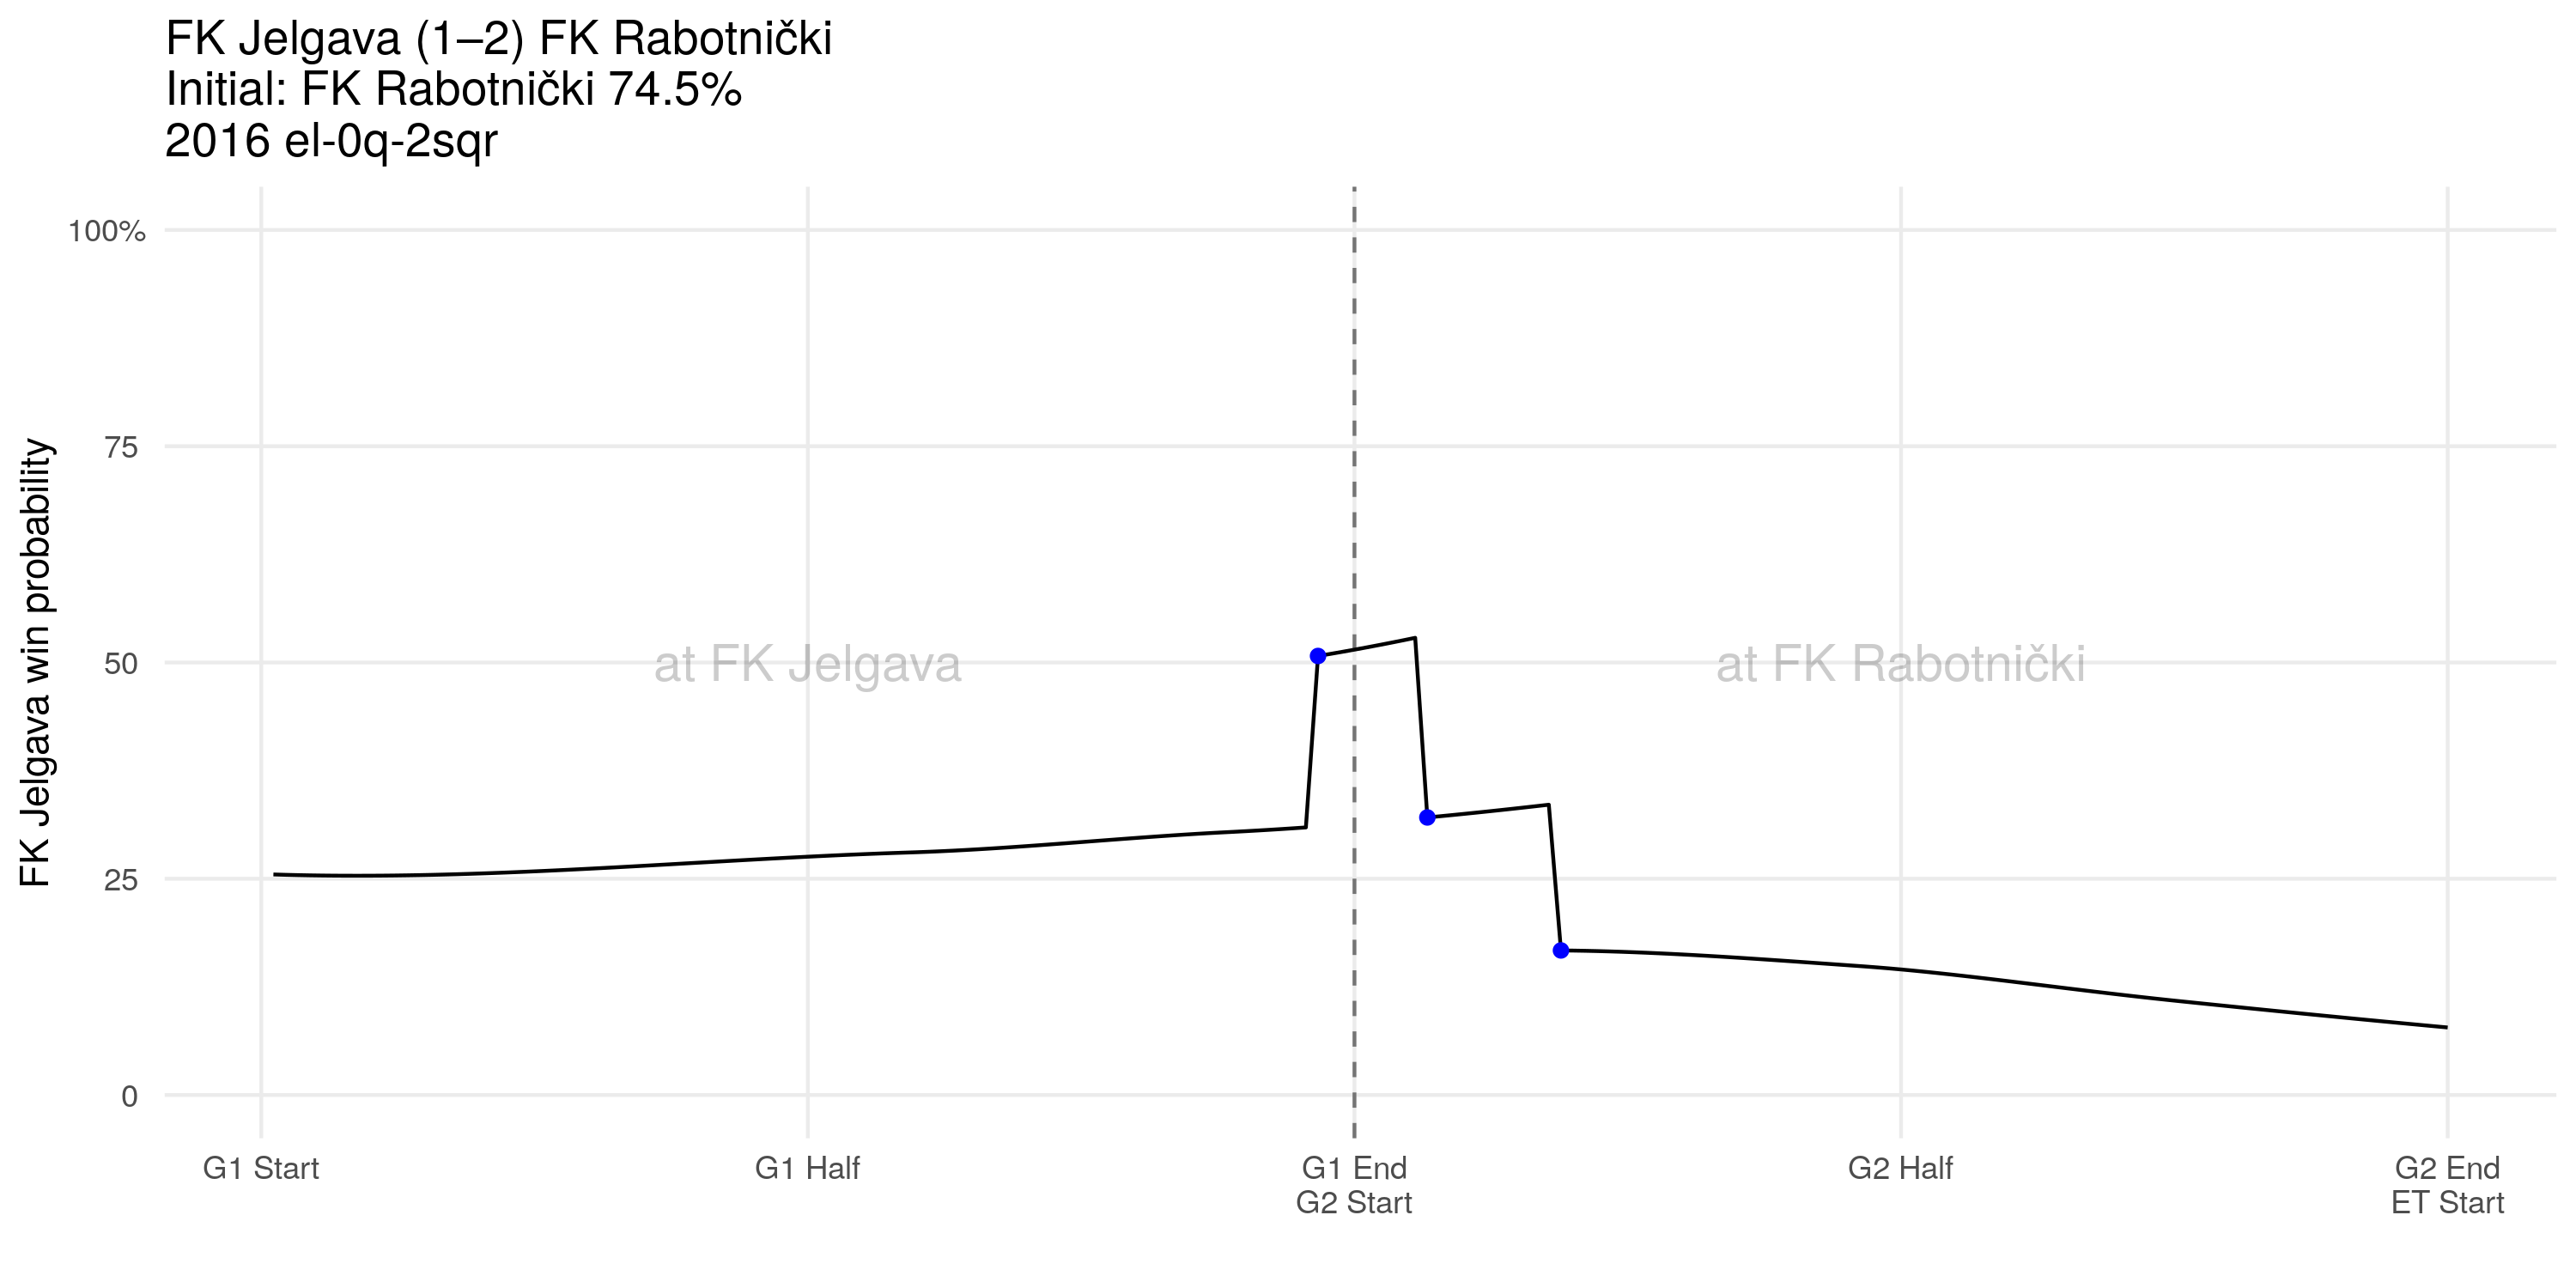 FK Jelgava (1–2) FK Rabotnički
Initial: FK Rabotnički 74.5%
2016 el-0q-2sqr
FK Jelgava win probability
100%
75
50
25
0
at FK Jelgava
at FK Rabotnički
G1 Start
G1 Half
G1 End
G2 Start
G2 Half
G2 End
ET Start